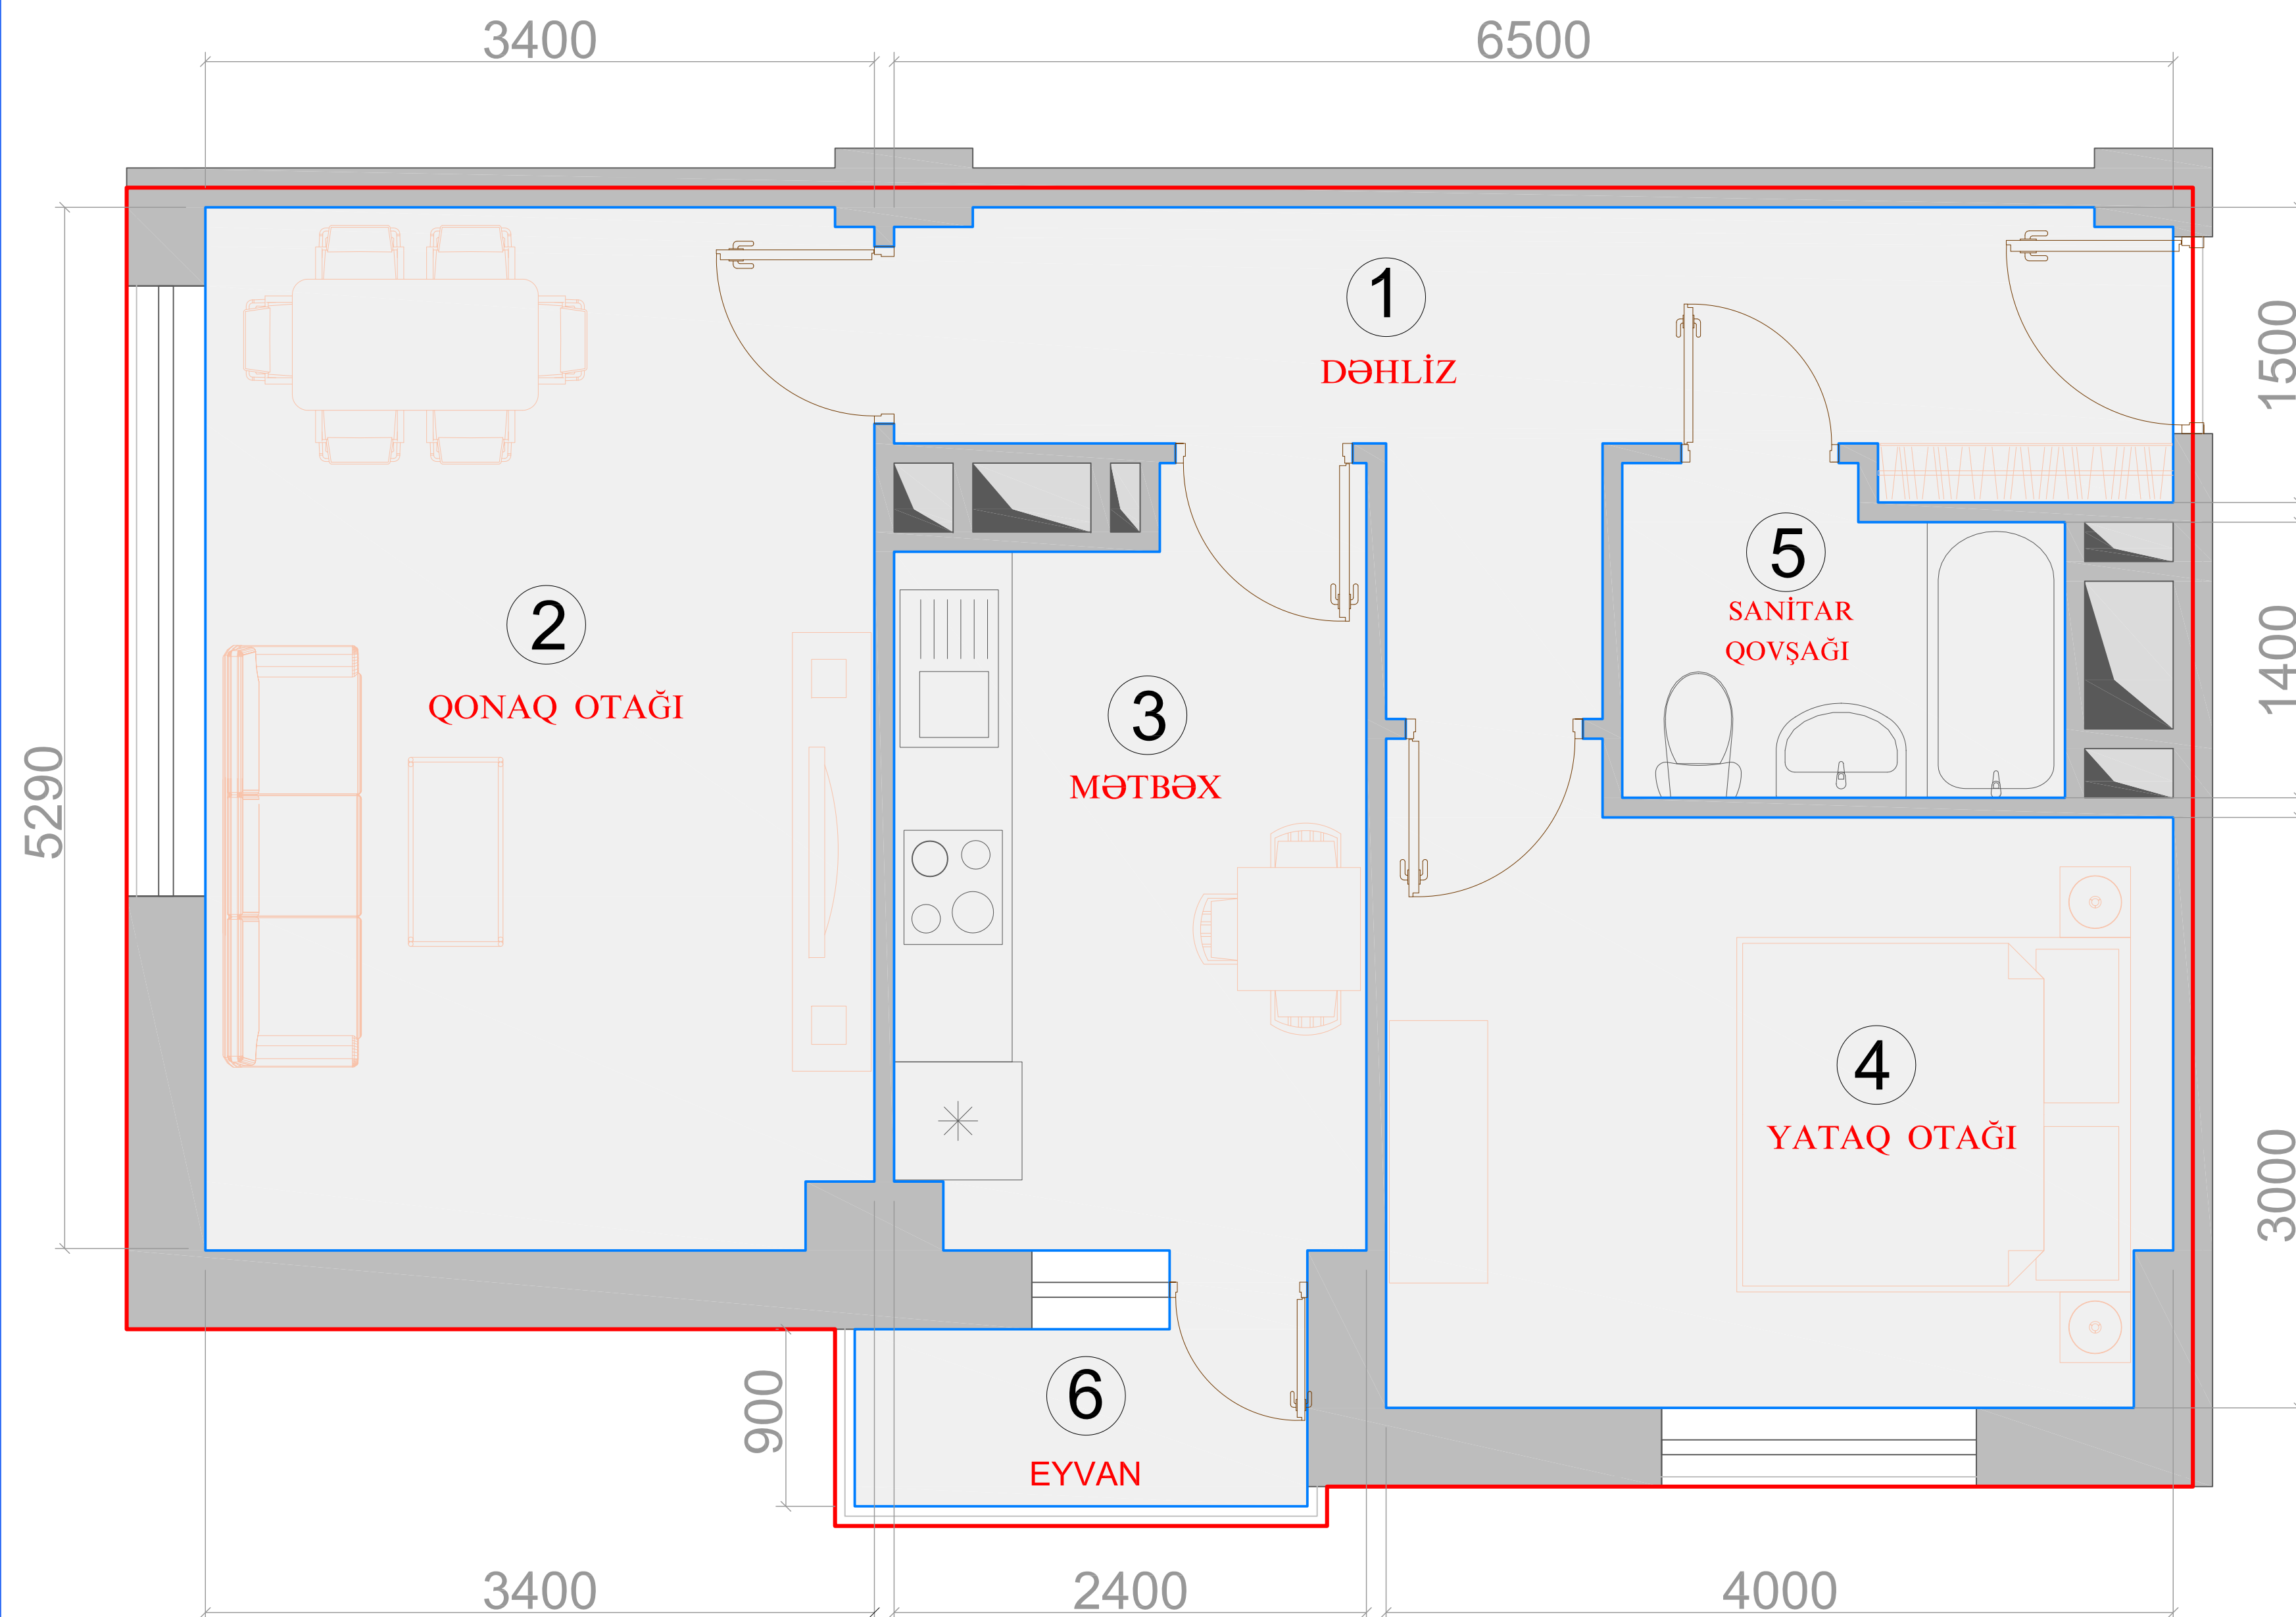 3400
6500
1
DƏHLİZ
1500
5
SANİTAR
QOVŞAĞI
2
QONAQ OTAĞI
1400
3
MƏTBƏX
5290
4
YATAQ OTAĞI
3000
6
900
EYVAN
3400
2400
4000